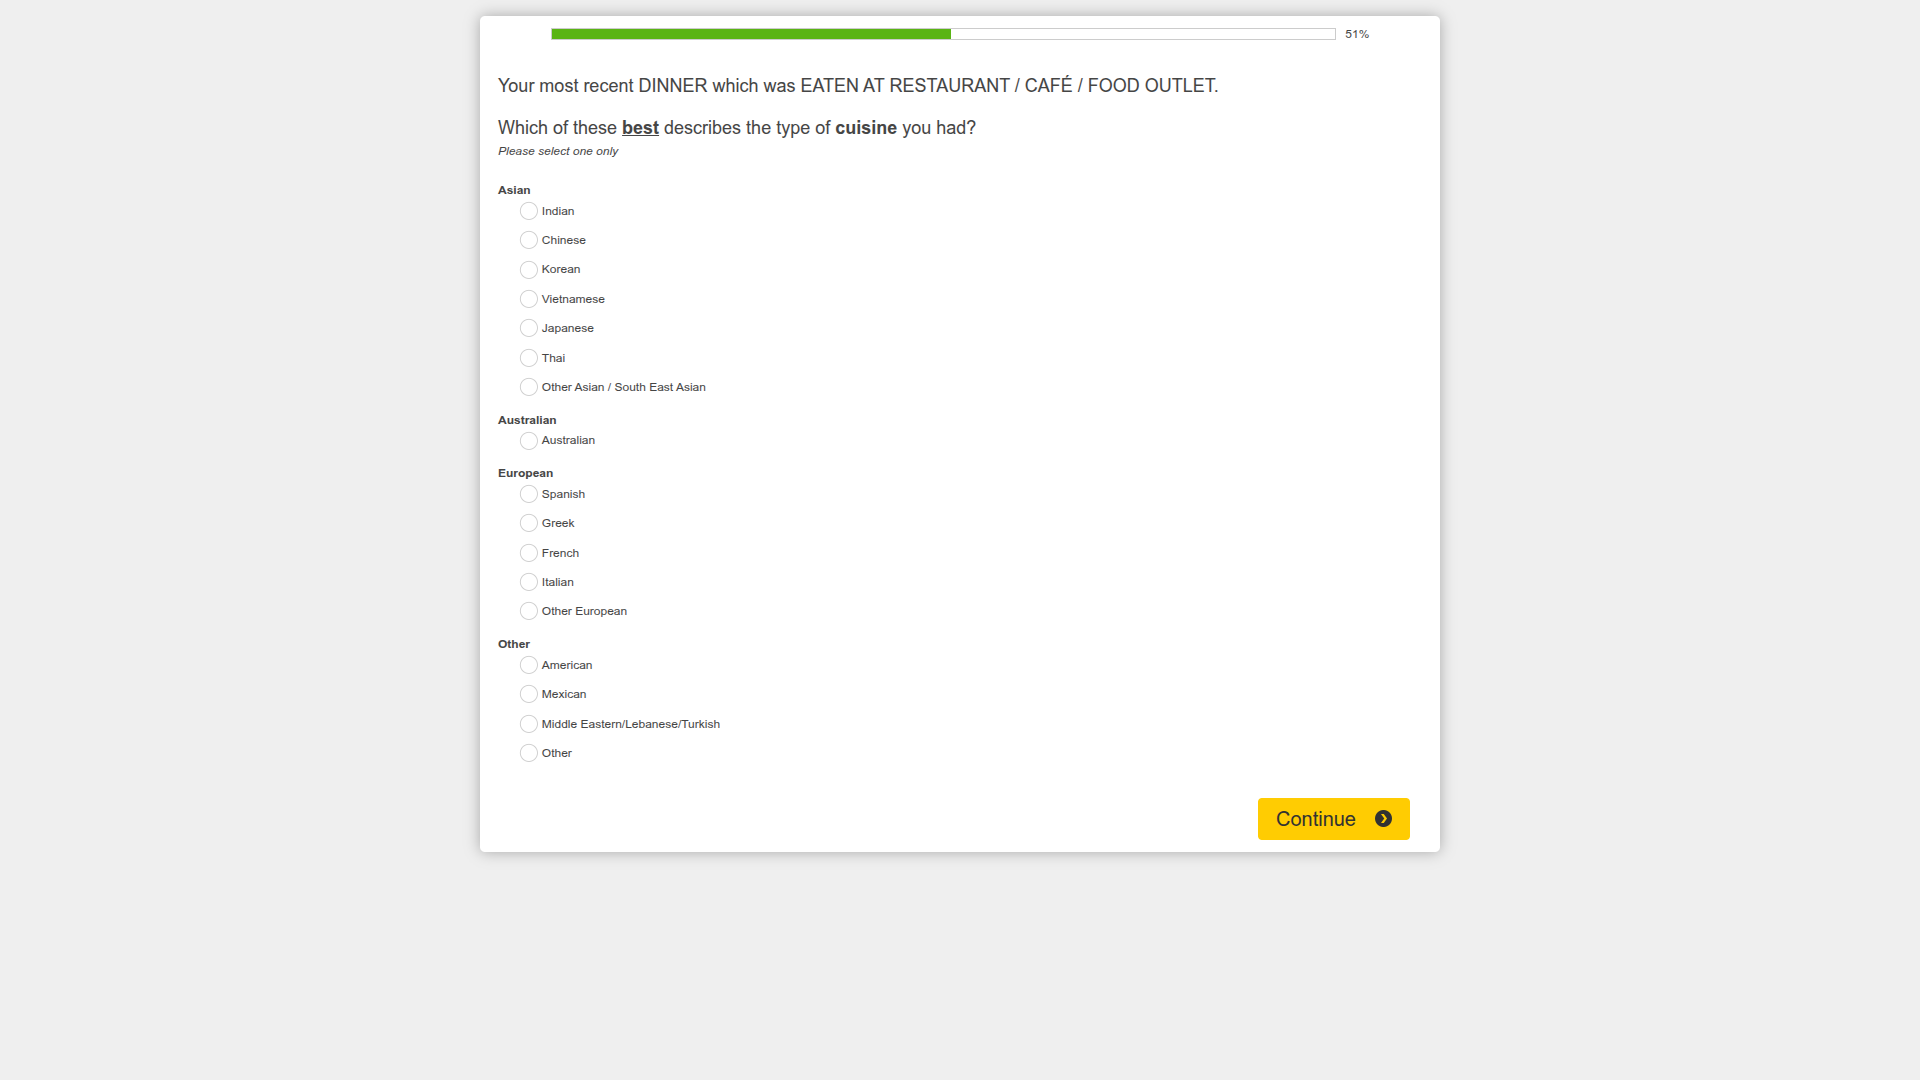 51%
Your most recent DINNER which was EATEN AT RESTAURANT / CAFÉ / FOOD OUTLET.
Which of these best describes the type of cuisine you had?
Please select one only
Asian
Indian
Chinese
Korean
Vietnamese
Japanese
Thai
Other Asian / South East Asian
Australian
Australian
European
Spanish
Greek
French
Italian
Other European
Other
American
Mexican
Middle Eastern/Lebanese/Turkish
Other
Continue